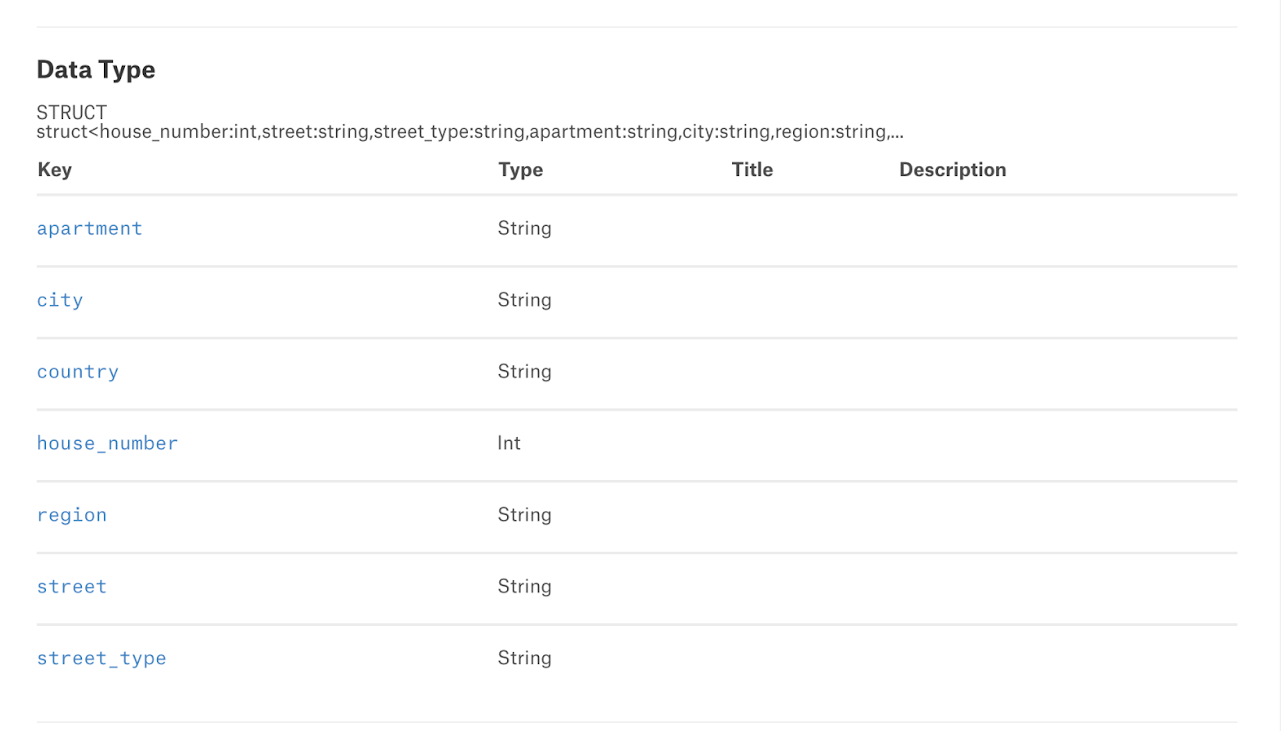 Data Type
STRUCT
struct<house_number:int,street:string,street_type:string,apartment:string,city:string,region:string,...
Key Type Title Description
apartment String
city String
country String
house_number Int
region String
street String
street_type String